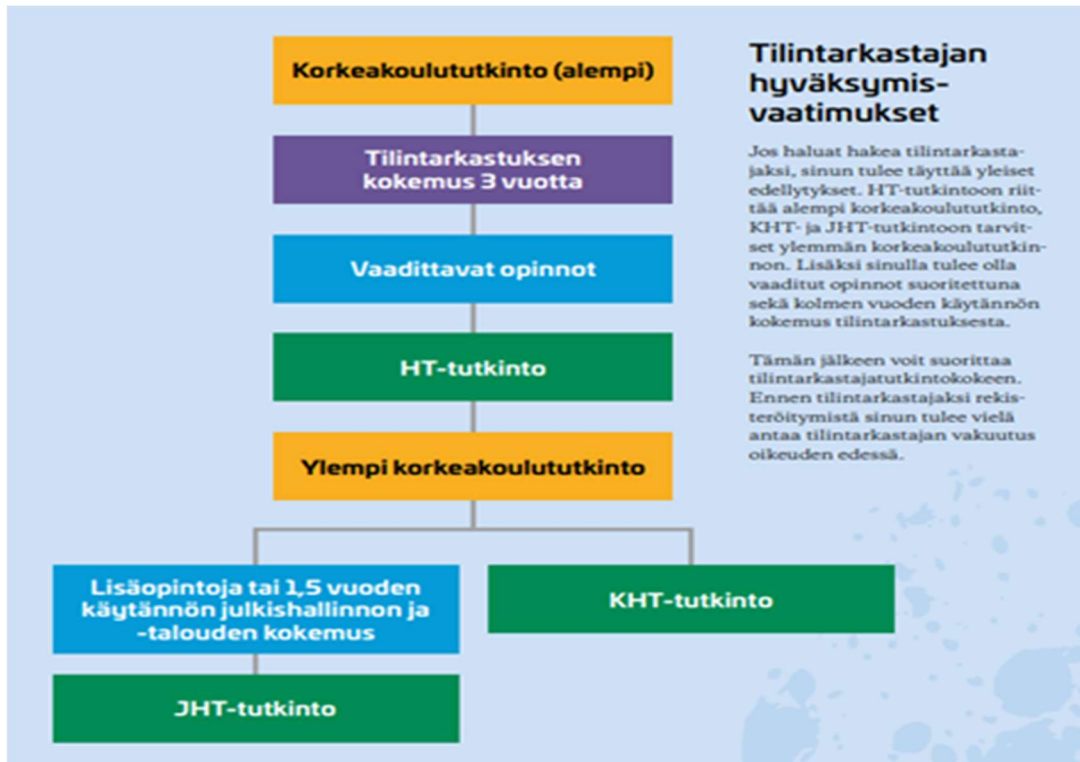 Korkeakoulututkinto (alempi)
Tilintarkastuksen
kokemus 3 vuotta
Vaadittavat opinnot
HT-tutkinto
Ylempi korkeakoulututkinto
Lisäopintoja tai 1,5 vuoden
käytännön julkishallinnon ja
-talouden kokemus
JHT-tutkinto
KHT-tutkinto
Tilintarkastajan
hyväksymis-
vaatimukset
Jos haluat hakea tilintarkasta-
jaksi, sinun tulee täyttää yleiset
edellytykset. HT-tutkintoon riit-
tää alempi korkeakoulututkinto,
KHT- ja JHT-tutkintoon tarvit-
set ylemmän korkeakoulututkin-
non. Lisäksi sinulla tulee olla
vaaditut opinnot suoritettuna
sekä kolmen vuoden käytännön
kokemus tilintarkastuksesta.
Tämän jälkeen voit suorittaa
tilintarkastajatutkintokokeen.
Ennen tilintarkastajaksi rekis-
teröitymistä sinun tulee vielä
antaa tilintarkastajan vakuutus
oikeuden edessä.